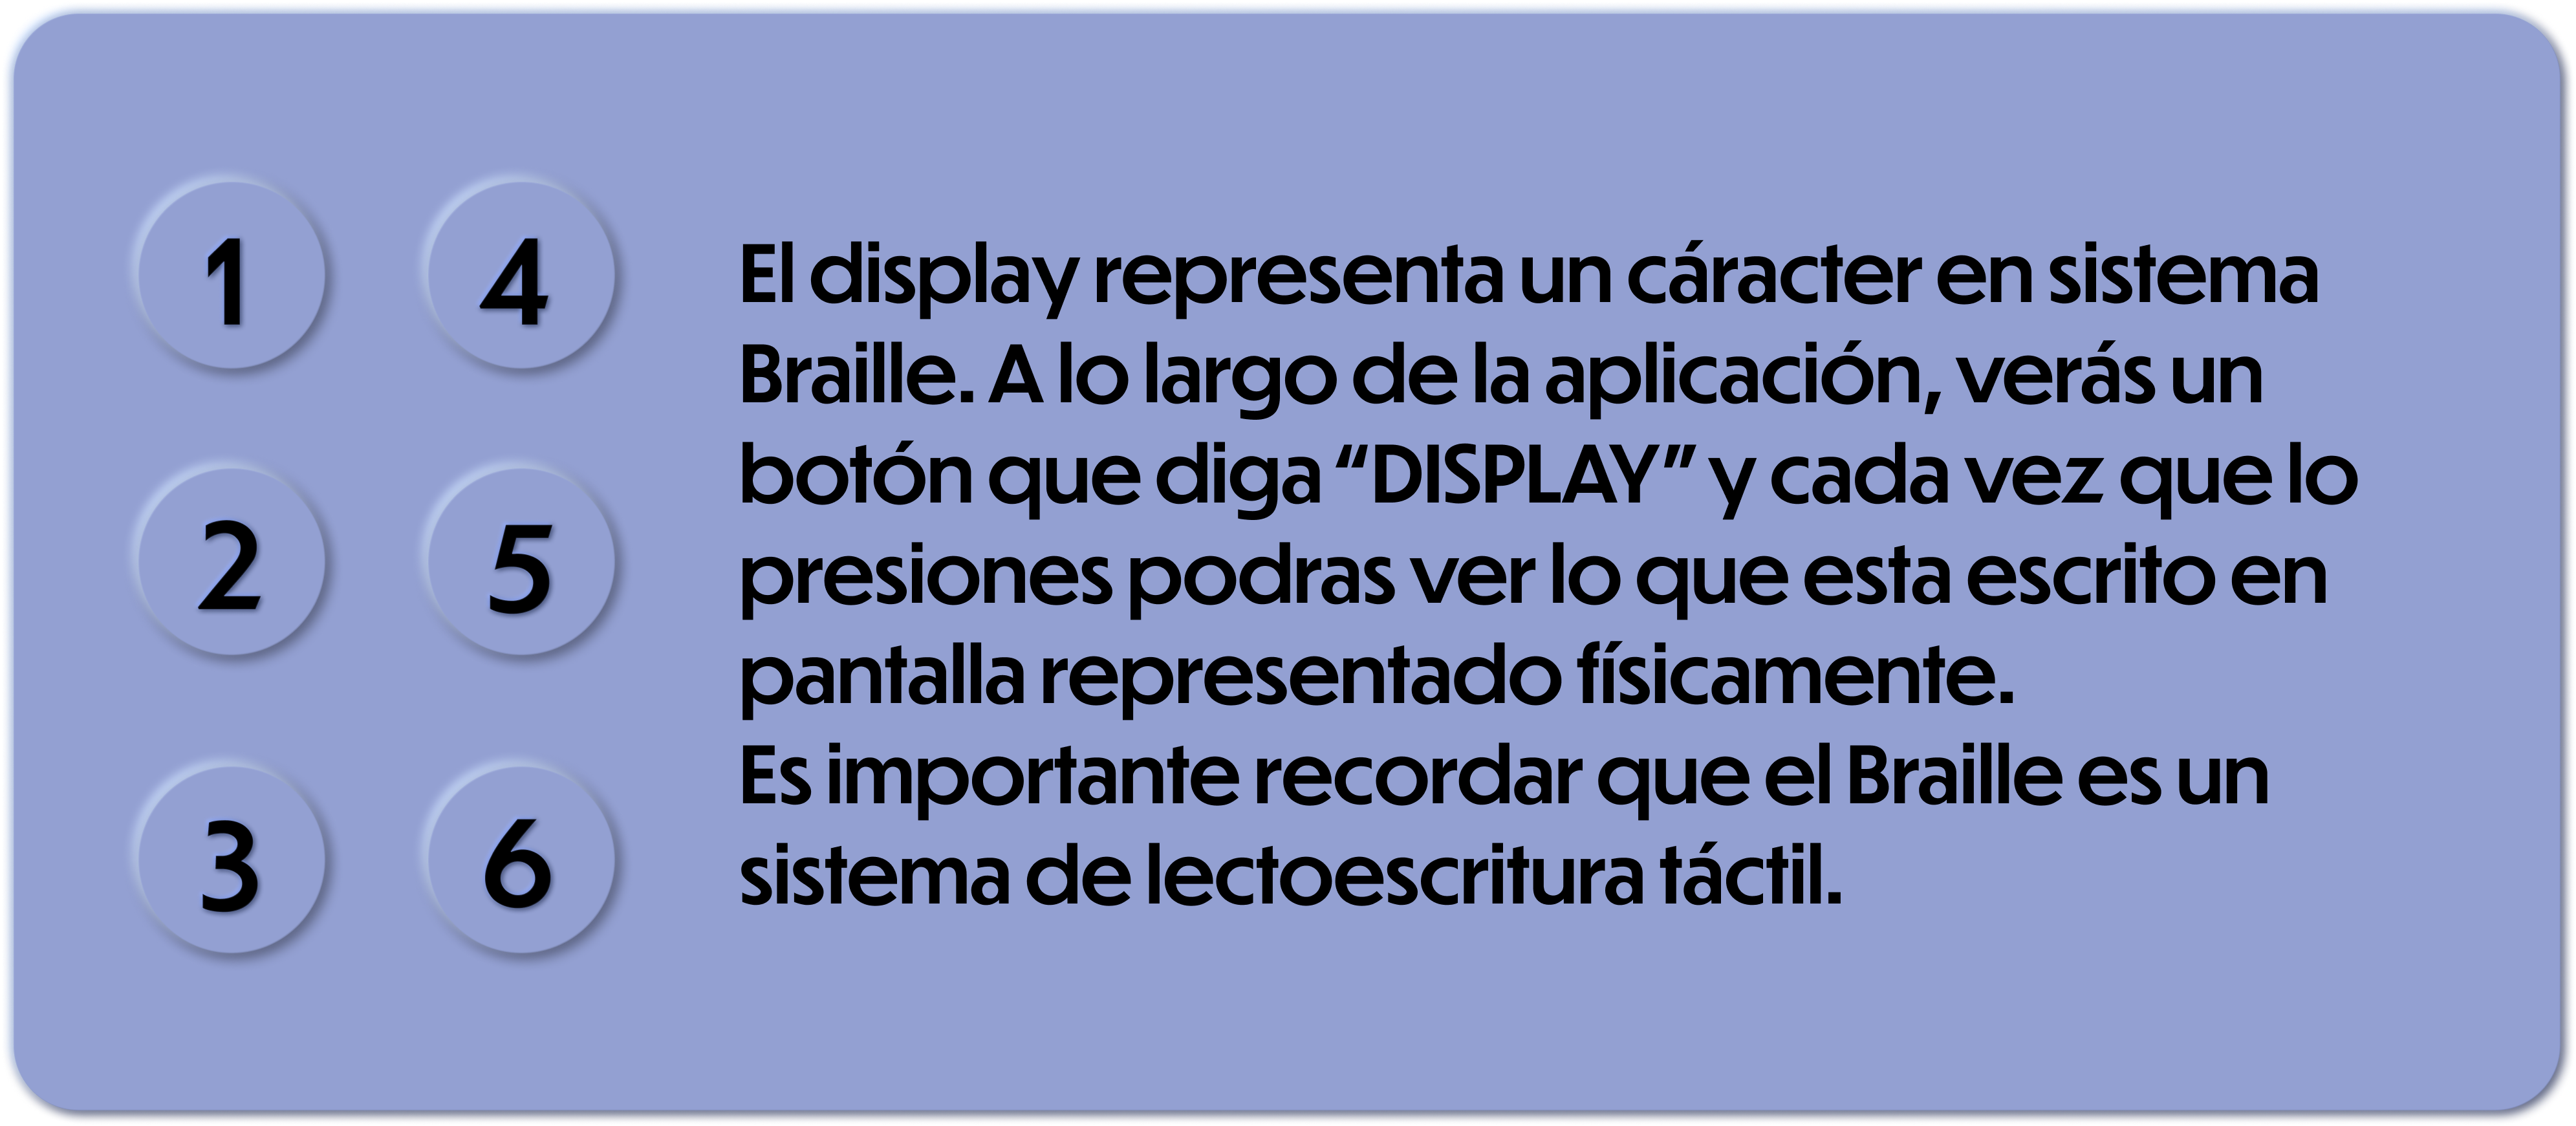 1 4
2 5
3 6
El display representa un cáracter en sistema
Braille. A lo largo de la aplicación, verás un
botón que diga “DISPLAY” y cada vez que lo
presiones podras ver lo que esta escrito en
pantalla representado físicamente.
Es importante recordar que el Braille es un
sistema de lectoescritura táctil.